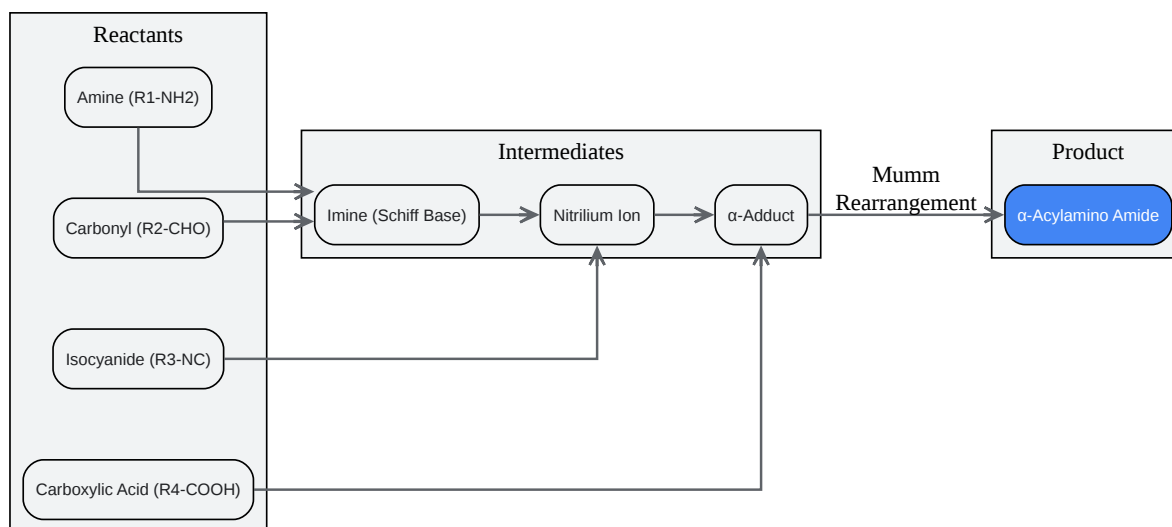 Reactants
Amine (R1-NH2)
Carbonyl (R2-CHO)
Isocyanide (R3-NC)
Carboxylic Acid (R4-COOH)
Intermediates
Imine (Schiff Base)
Nitrilium Ion
α-Adduct
Mumm
Rearrangement
Product
α-Acylamino Amide